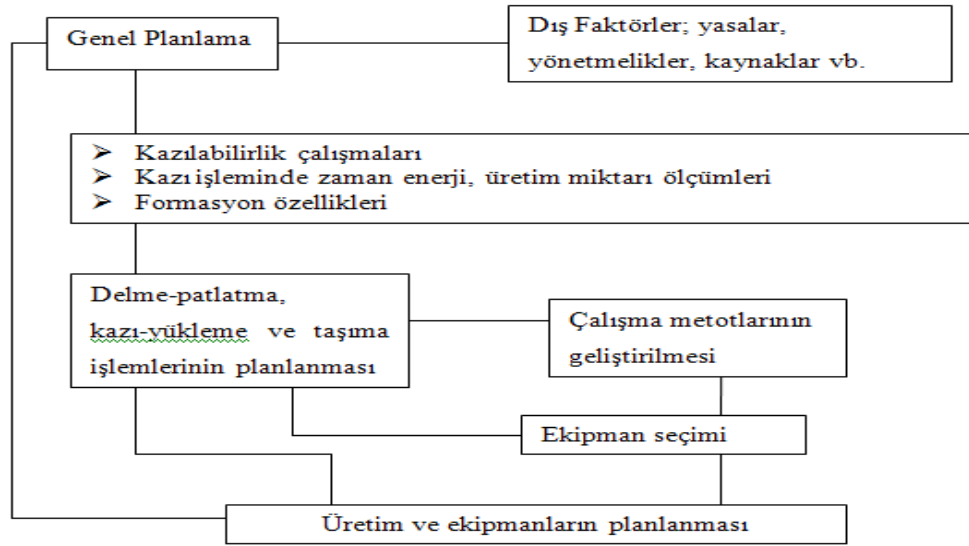 Genel Planlama
Dış Faktörler; yasalar,
yönetmelikler, kaynaklar vb.
➢ Kazılabilirlik çalışmaları
➢ Kazı işleminde zaman enerji, üretim miktarı ölçümleri
➢ Formasyon özellikleri
Delme-patlatma,
kazı-yükleme ve taşıma
işlemlerinin planlanması
Çalışma metotlarının
geliştirilmesi
Ekipman seçimi
Üretim ve ekipmanların planlanması